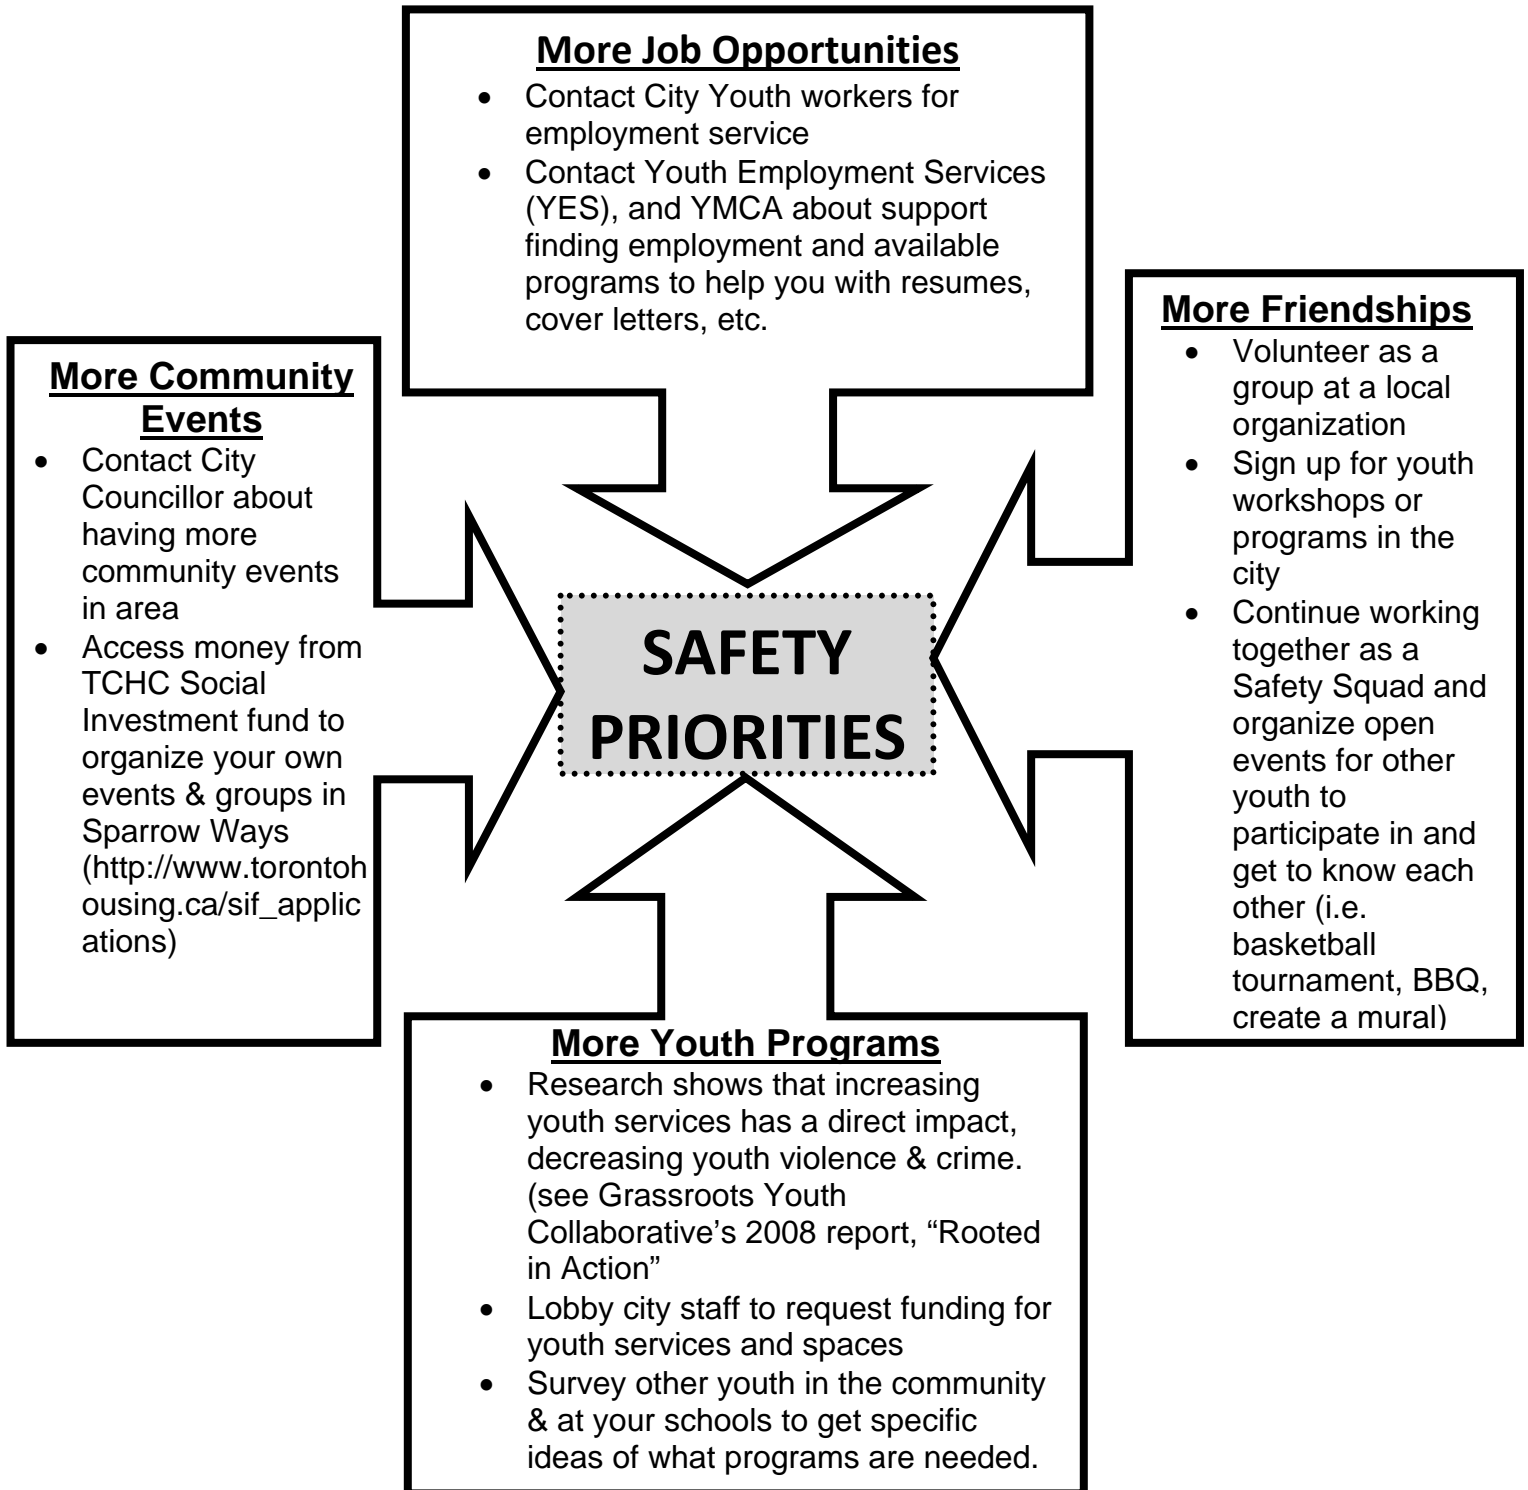 More Job Opportunities
• Contact City Youth workers for
employment service
• Contact Youth Employment Services
(YES), and YMCA about support
finding employment and available
programs to help you with resumes,
cover letters, etc.
More Community
Events
• Contact City
Councillor about
having more
community events
in area
• Access money from
TCHC Social
Investment fund to
organize your own
events & groups in
Sparrow Ways
(http://www.torontoh
ousing.ca/sif_applic
ations)
SAFETY
PRIORITIES
More Friendships
• Volunteer as a
group at a local
organization
• Sign up for youth
workshops or
programs in the
city
• Continue working
together as a
Safety Squad and
organize open
events for other
youth to
participate in and
get to know each
other (i.e.
basketball
tournament, BBQ,
create a mural)
More Youth Programs
• Research shows that increasing
youth services has a direct impact,
decreasing youth violence & crime.
(see Grassroots Youth
Collaborative’s 2008 report, “Rooted
in Action”
• Lobby city staff to request funding for
youth services and spaces
• Survey other youth in the community
& at your schools to get specific
ideas of what programs are needed.